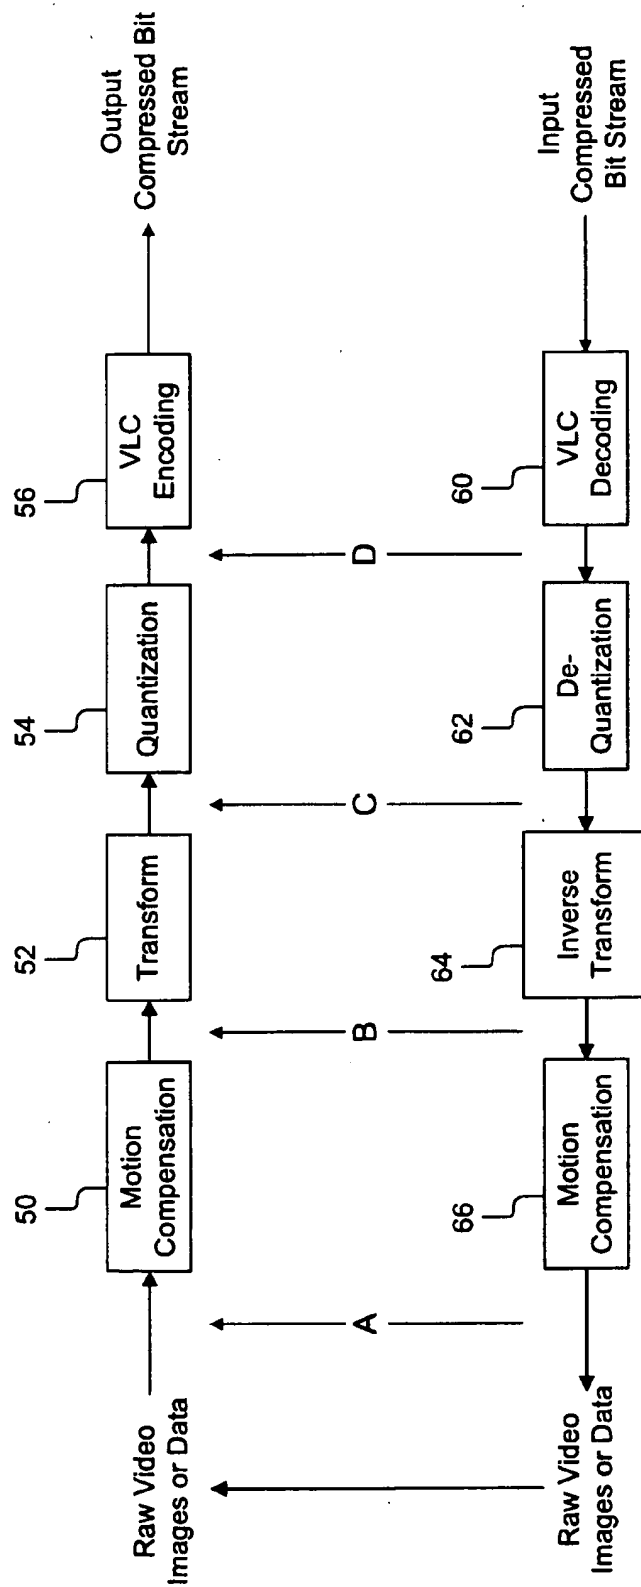 Raw Video
Images or Data
50
Motion
Compensation
52
Transform
54
Quantization
56
VLC
Encoding
Output
Compressed Bit
Stream
A
B
C
D
Raw Video
Images or Data
66
Motion
Compensation
64
Inverse
Transform
62
De-
Quantization
60
VLC
Decoding
Input
Compressed
Bit Stream